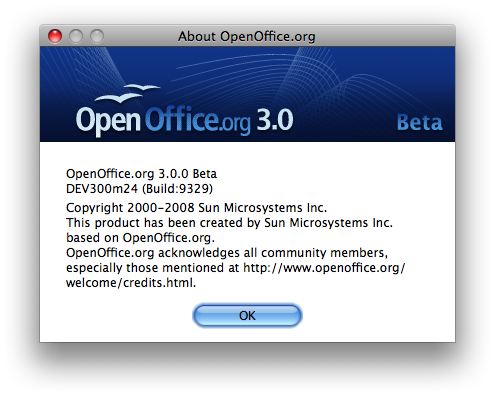 About OpenOffice.org
OpenOffice.org 3.0
Beta
OpenOffice.org 3.0.0 Beta
DEV300m24 (Build:9329)
Copyright 2000-2008 Sun Microsystems Inc.
This product has been created by Sun Microsystems Inc.
based on OpenOffice.org.
OpenOffice.org acknowledges all community members,
especially those mentioned at http://www.openoffice.org/
welcome/credits.html.
OK